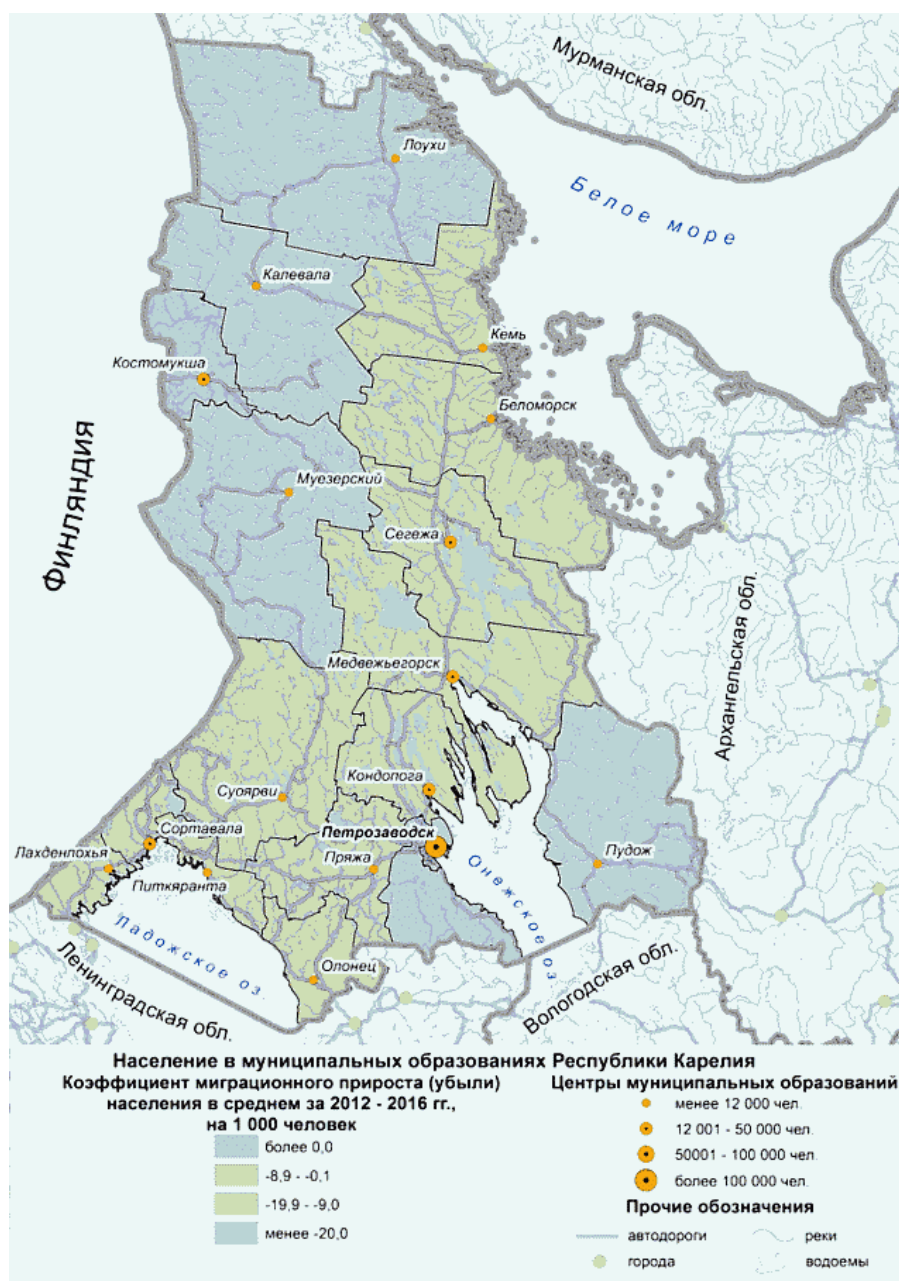 Мурманская обл.
Лоухи
Белое море
Калевала
Кемь
Костомукша
Беломорск
Финляндия
Муезерский
Сегежа
Архангельская обл.
Медвежьегорск
Кондопога
Суоярви
Петрозаводск
Сортавала
Лахденпохья
Пряжа
Пудож
Питкяранта
Онежское оз
Ладожское оз.
Олонец
Ленинградская обл.
Вологодская обл.
Население в муниципальных образованиях Республики Карелия
Коэффициент миграционного прироста (убыли)
населения в среднем за 2012 - 2016 гг.,
на 1 000 человек
более 0,0
-8,9 - -0,1
-19,9 - -9,0
менее -20,0
Центры муниципальных образований
менее 12 000 чел.
12 001 - 50 000 чел.
50001 - 100 000 чел.
более 100 000 чел.
Прочие обозначения
автодороги
реки
города
водоемы